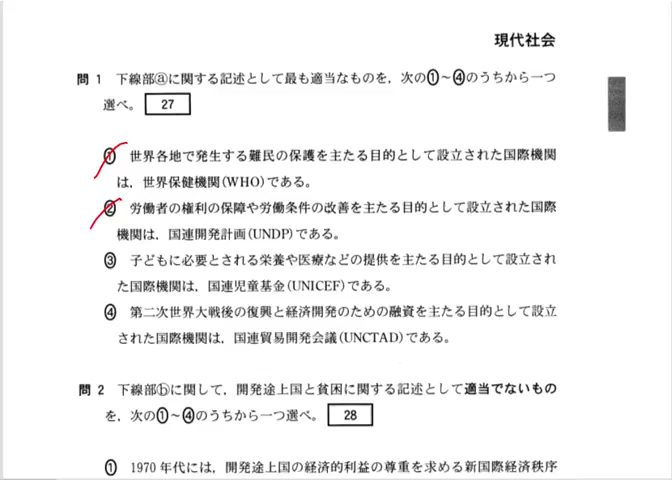 現代社会
問 1 下線部ⓐに関する記述として最も適当なものを，次の①～④のうちから一つ
選べ。 27
① 世界各地で発生する難民の保護を主たる目的として設立された国際機関
は，世界保健機関(WHO)である。
② 労働者の権利の保障や労働条件の改善を主たる目的として設立された国際
機関は，国連開発計画(UNDP)である。
③ 子どもに必要とされる栄養や医療などの提供を主たる目的として設立され
た国際機関は，国連児童基金(UNICEF)である。
④ 第二次世界大戦後の復興と経済開発のための融資を主たる目的として設立
された国際機関は，国連貿易開発会議(UNCTAD)である。
問 2 下線部ⓑに関して，開発途上国と貧困に関する記述として適当でないもの
を，次の①～④のうちから一つ選べ。 28
① 1970 年代には，開発途上国の経済的利益の尊重を求める新国際経済秩序